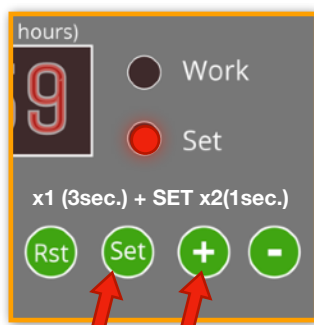 hours)
9
Work
Set
x1 (3sec.) + SET x2(1sec.)
Rst Set + -